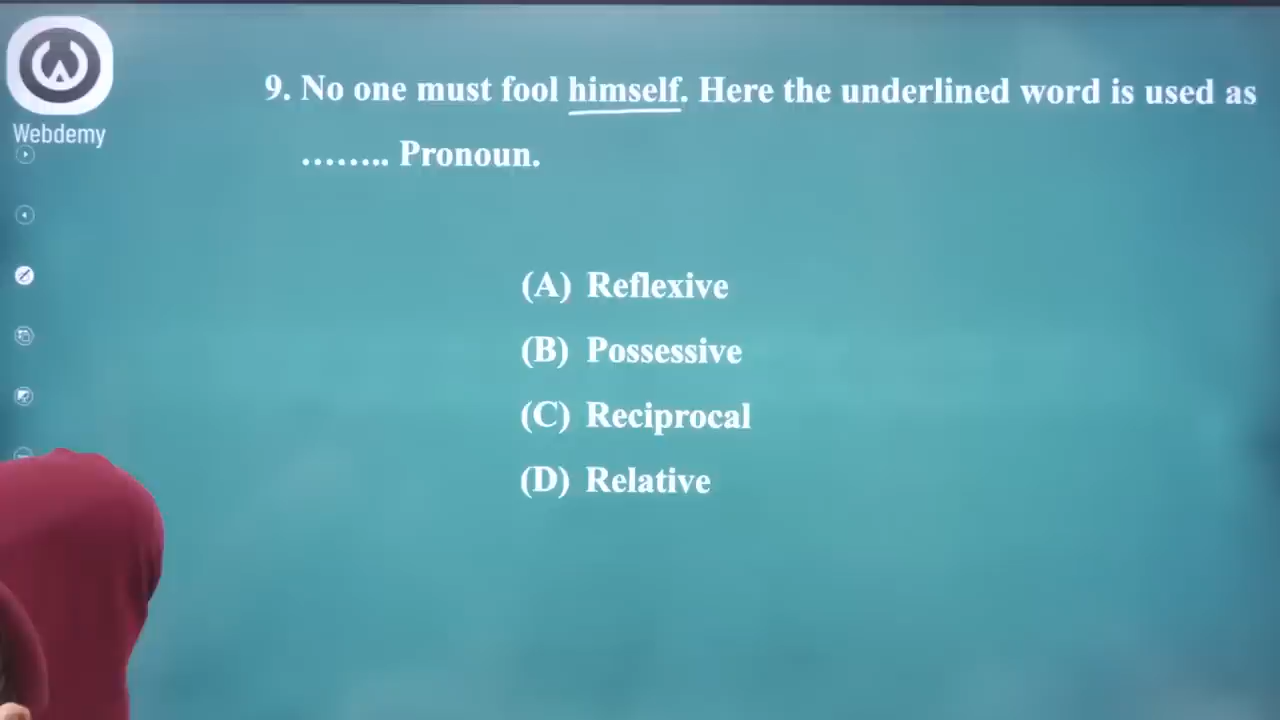 Webdemy
9. No one must fool himself. Here the underlined word is used as
........ Pronoun.
(A) Reflexive
(B) Possessive
(C) Reciprocal
(D) Relative